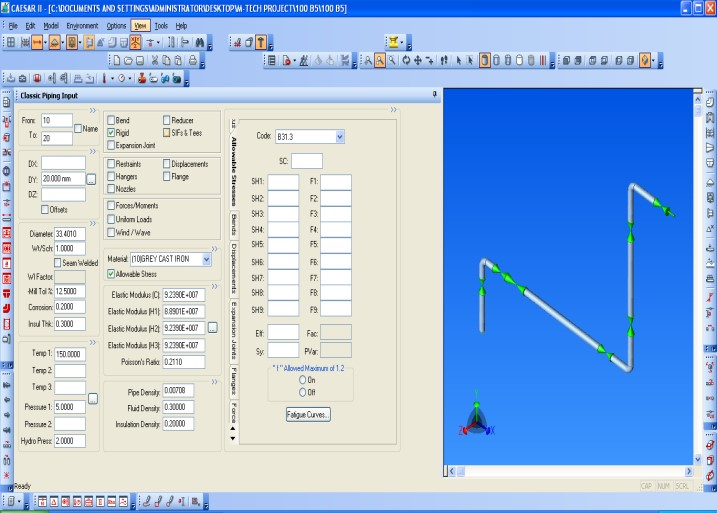 CAESAR II - [C:\DOCUMENTS AND SETTINGS\ADMINISTRATOR\DESKTOP\M-TECH PROJECT\100 B5\100 B5]
File Edit Model Environment Options View Tools Help
Classic Piping Input
From: 10
To: 20
Name
DX:
DY: 20.000 mm ...
DZ:
Offsets
Diameter: 33.4010
Wt/Sch: 1.0000
Seam Welded
Wl Factor:
-Mill Tol %: 12.5000
Corrosion: 0.2000
Insul Thk: 0.3000
Temp 1: 150.0000
Temp 2:
Temp 3:
...
Pressure 1: 5.0000
Pressure 2:
Hydro Press: 2.0000
Bend Reducer
Rigid SIFs & Tees
Expansion Joint
Restraints Displacements
Hangers Flange
Nozzles
Forces/Moments
Uniform Loads
Wind / Wave
Material: (10)GREY CAST IRON
Allowable Stress
Elastic Modulus (C): 9.2390E+007
Elastic Modulus (H1): 8.8901E+007
Elastic Modulus (H2): 9.2390E+007 ...
Elastic Modulus (H3): 9.2390E+007
Poisson's Ratio: 0.2110
Pipe Density: 0.00708
Fluid Density: 0.30000
Insulation Density: 0.20000
Allowable Stresses
Bends
Displacements
Expansion Joints
Flanges
Force
Code: B31.3
SC:
SH1: F1:
SH2: F2:
SH3: F3:
SH4: F4:
SH5: F5:
SH6: F6:
SH7: F7:
SH8: F8:
SH9: F9:
Eff: Fac:
Sy: PVar:
" f " Allowed Maximum of 1.2
On
Off
Fatigue Curves...
Y
Z X
Ready
CAP NUM SCRL